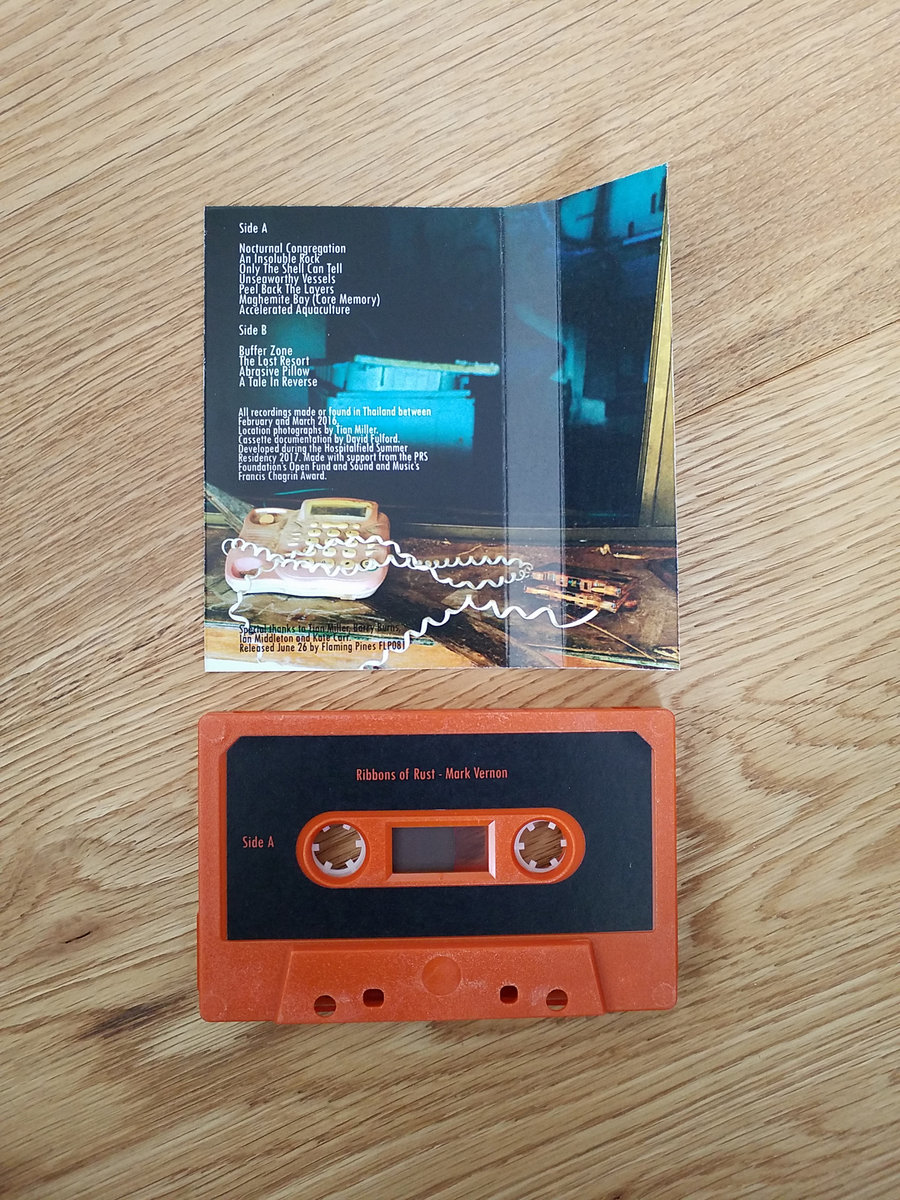 Side A
Nocturnal Congregation
An Insoluble Rock
Only The Shell Can Tell
Unseaworthy Vessels
Peel Back The Layers
Maghemite Bay (Core Memory)
Accelerated Aquaculture
Side B
Buffer Zone
The Lost Resort
Abrasive Pillow
A Tale In Reverse
All recordings made or found in Thailand between
February and March 2016.
Location photographs by Tian Miller.
Cassette documentation by David Fulford.
Developed during the Hospitalfield Summer
Residency 2017. Made with support from the PRS
Foundation's Open Fund and Sound and Music's
Francis Chagrin Award.
Special thanks to Tian Miller, Barry Burns,
Ian Middleton and Kate Carr.
Released June 26 by Flaming Pines FLP081
Ribbons of Rust - Mark Vernon
Side A